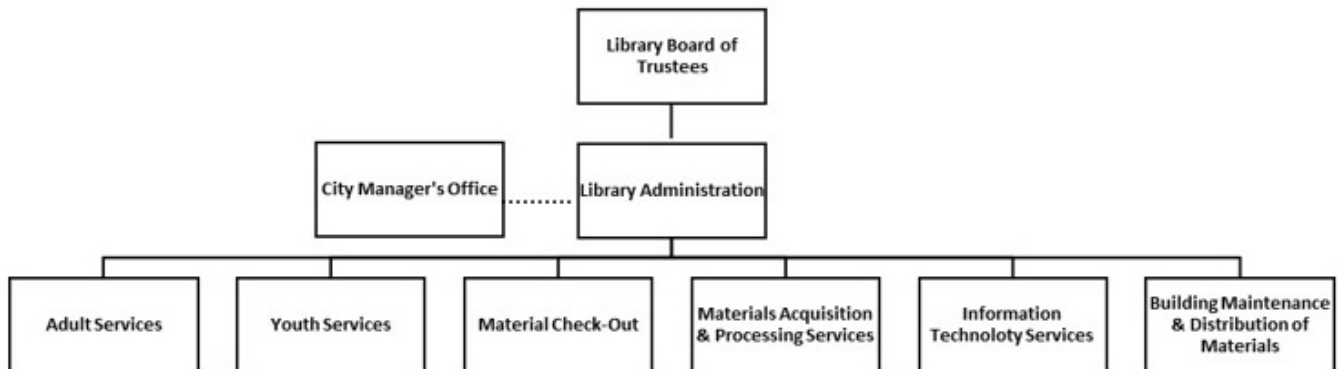 Library Board of
Trustees
City Manager's Office
Library Administration
Adult Services
Youth Services
Material Check-Out
Materials Acquisition
& Processing Services
Information
Technoloty Services
Building Maintenance
& Distribution of
Materials